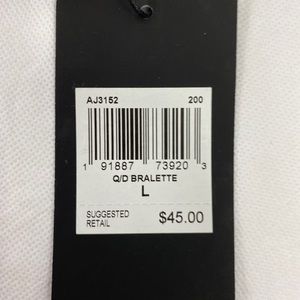 AJ3152 200
1 91887 73920 3
Q/D BRALETTE
L
SUGGESTED
RETAIL $45.00